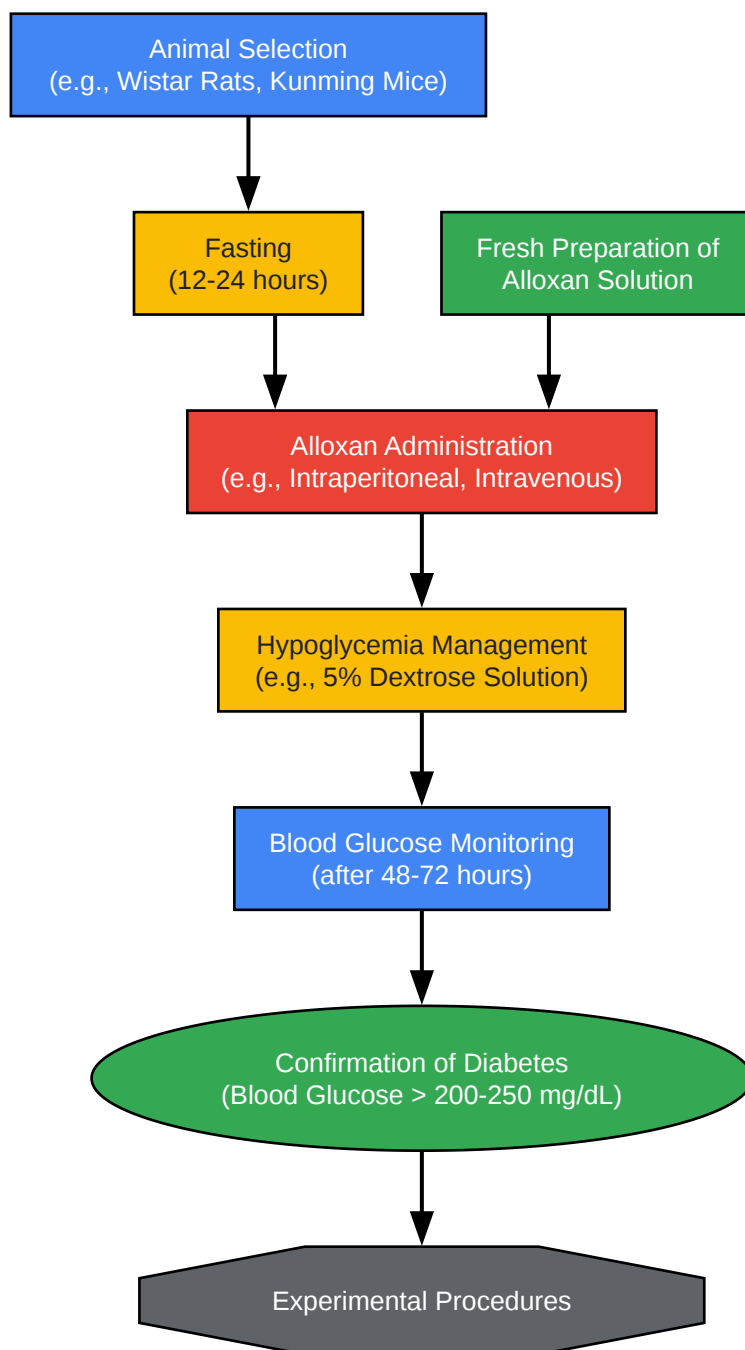 Animal Selection
(e.g., Wistar Rats, Kunming Mice)
Fasting
(12-24 hours)
Fresh Preparation of
Alloxan Solution
Alloxan Administration
(e.g., Intraperitoneal, Intravenous)
Hypoglycemia Management
(e.g., 5% Dextrose Solution)
Blood Glucose Monitoring
(after 48-72 hours)
Confirmation of Diabetes
(Blood Glucose > 200-250 mg/dL)
Experimental Procedures